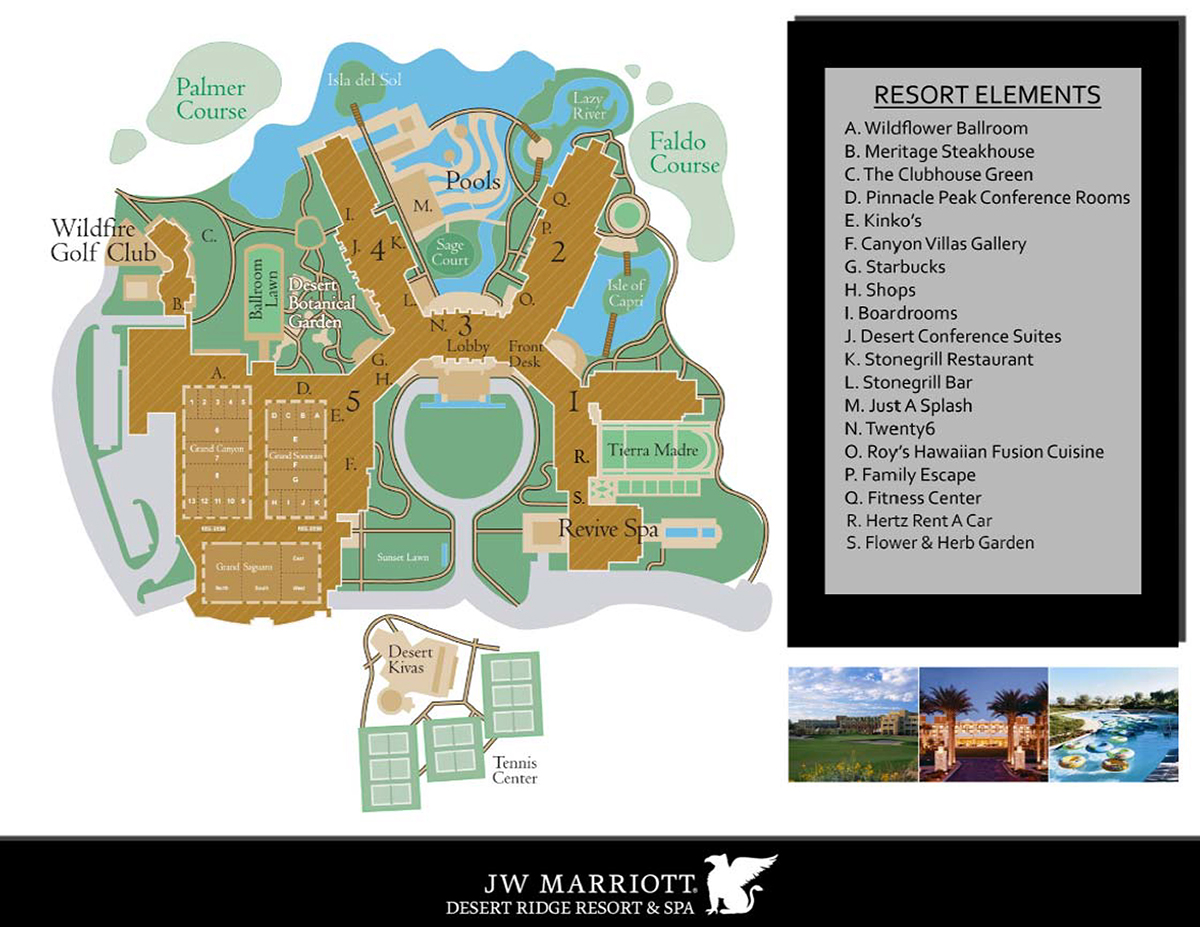 Palmer
Course
Isla del Sol
Lazy
River
Faldo
Course
Pools
Wildfire
Golf Club
C.
I.
J.
4
K.
M.
Sage
Court
Q.
P.
2
Isle of
Capri
Ballroom
Lawn
Desert
Botanical
Garden
B.
L.
O.
N.
3
Lobby
Front
Desk
G.
H.
A.
D.
5
E.
F.
1
1 2 3 4 5
6
Grand Canyon
7
8
13 12 11 10 9
D C B A
E
Grand Sonoran
F
G
H I J K
R.
Tierra Madre
S.
Revive Spa
Sunset Lawn
Grand Saguaro
East
North South West
Desert
Kivas
Tennis
Center
RESORT ELEMENTS
A. Wildflower Ballroom
B. Meritage Steakhouse
C. The Clubhouse Green
D. Pinnacle Peak Conference Rooms
E. Kinko's
F. Canyon Villas Gallery
G. Starbucks
H. Shops
I. Boardrooms
J. Desert Conference Suites
K. Stonegrill Restaurant
L. Stonegrill Bar
M. Just A Splash
N. Twenty6
O. Roy's Hawaiian Fusion Cuisine
P. Family Escape
Q. Fitness Center
R. Hertz Rent A Car
S. Flower & Herb Garden
JW MARRIOTT®
DESERT RIDGE RESORT & SPA